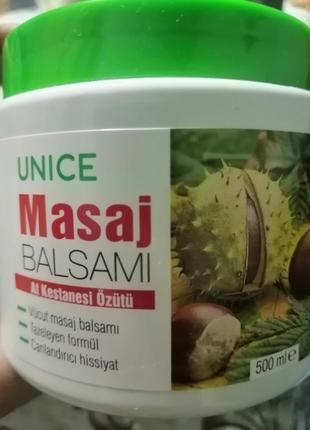 UNICE
Masaj
BALSAMI
At Kestanesi Özütü
Vücut masaj balsamı
Tazeleyen formül
Canlandırıcı hissiyat
500 ml ℮